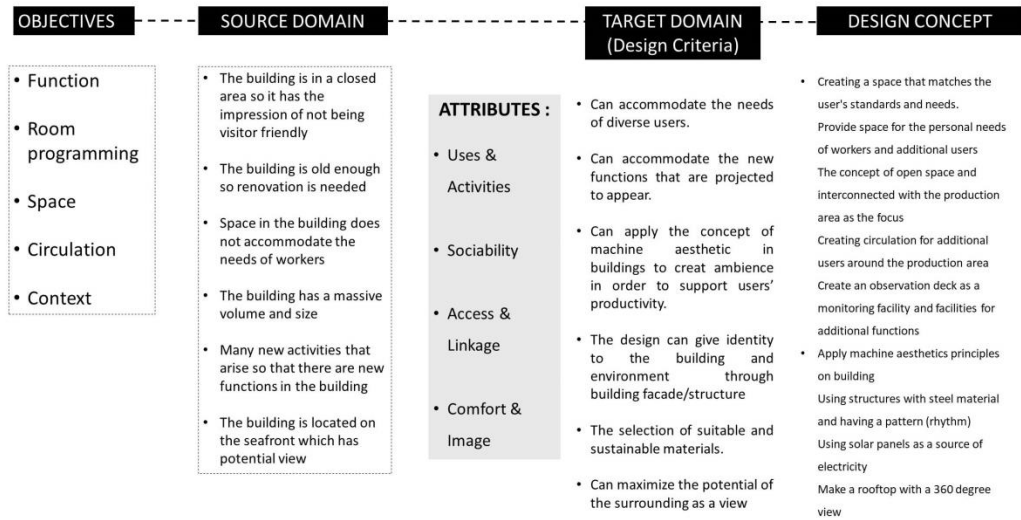 OBJECTIVES
• Function
• Room
programming
• Space
• Circulation
• Context
SOURCE DOMAIN
• The building is in a closed
area so it has the
impression of not being
visitor friendly
• The building is old enough
so renovation is needed
• Space in the building does
not accommodate the
needs of workers
• The building has a massive
volume and size
• Many new activities that
arise so that there are new
functions in the building
• The building is located on
the seafront which has
potential view
ATTRIBUTES :
• Uses &
Activities
• Sociability
• Access &
Linkage
• Comfort &
Image
TARGET DOMAIN
(Design Criteria)
• Can accommodate the needs
of diverse users.
• Can accommodate the new
functions that are projected
to appear.
• Can apply the concept of
machine aesthetic in
buildings to creat ambience
in order to support users'
productivity.
• The design can give identity
to the building and
environment through
building facade/structure
• The selection of suitable and
sustainable materials.
• Can maximize the potential
of the surrounding as a view
DESIGN CONCEPT
• Creating a space that matches the
user's standards and needs.
Provide space for the personal needs
of workers and additional users
The concept of open space and
interconnected with the production
area as the focus
Creating circulation for additional
users around the production area
Create an observation deck as a
monitoring facility and facilities for
additional functions
• Apply machine aesthetics principles
on building
Using structures with steel material
and having a pattern (rhythm)
Using solar panels as a source of
electricity
Make a rooftop with a 360 degree
view